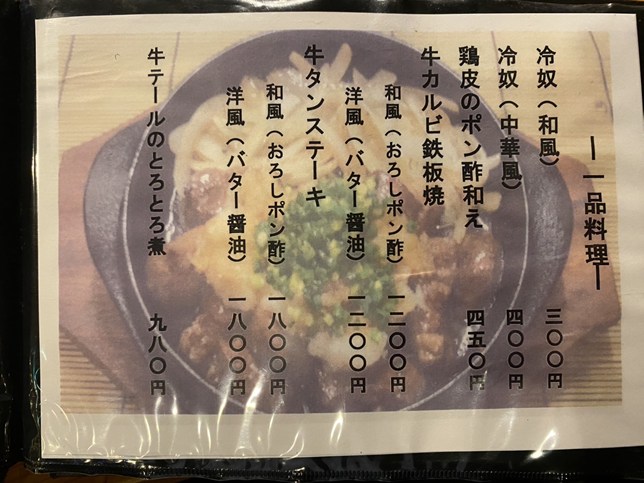 ー一品料理ー
冷奴（和風） 三〇〇円
冷奴（中華風） 四〇〇円
鶏皮のポン酢和え 四五〇円
牛カルビ鉄板焼
和風（おろしポン酢） 一二〇〇円
洋風（バター醤油） 一二〇〇円
牛タンステーキ
和風（おろしポン酢） 一八〇〇円
洋風（バター醤油） 一八〇〇円
牛テールのとろとろ煮 九八〇円